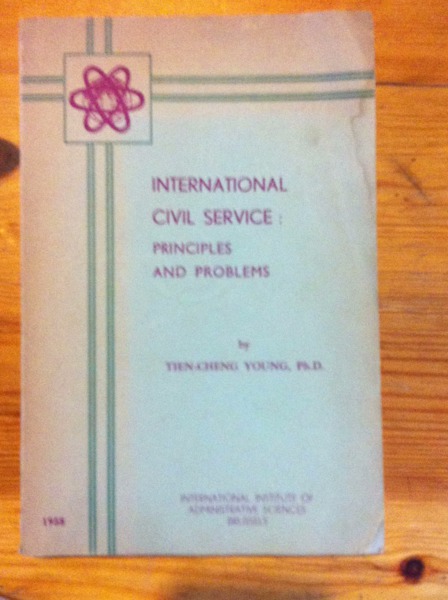 INTERNATIONAL
CIVIL SERVICE :
PRINCIPLES
AND PROBLEMS
by
TIEN-CHENG YOUNG, Ph.D.
INTERNATIONAL INSTITUTE OF
ADMINISTRATIVE SCIENCES
BRUSSELS
1958